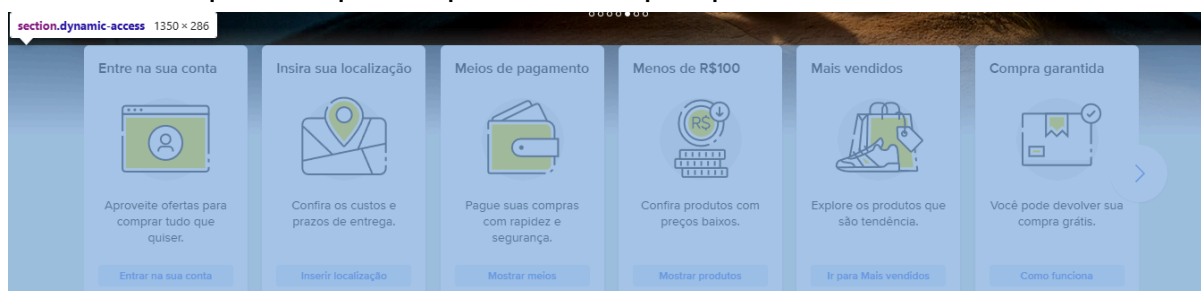 section.dynamic-access 1350 × 286
Entre na sua conta
Insira sua localização
Meios de pagamento
Menos de R$100
Mais vendidos
Compra garantida
R$
Aproveite ofertas para
comprar tudo que
quiser.
Confira os custos e
prazos de entrega.
Pague suas compras
com rapidez e
segurança.
Confira produtos com
preços baixos.
Explore os produtos que
são tendência.
Você pode devolver sua
compra grátis.
Entrar na sua conta
Inserir localização
Mostrar meios
Mostrar produtos
Ir para Mais vendidos
Como funciona